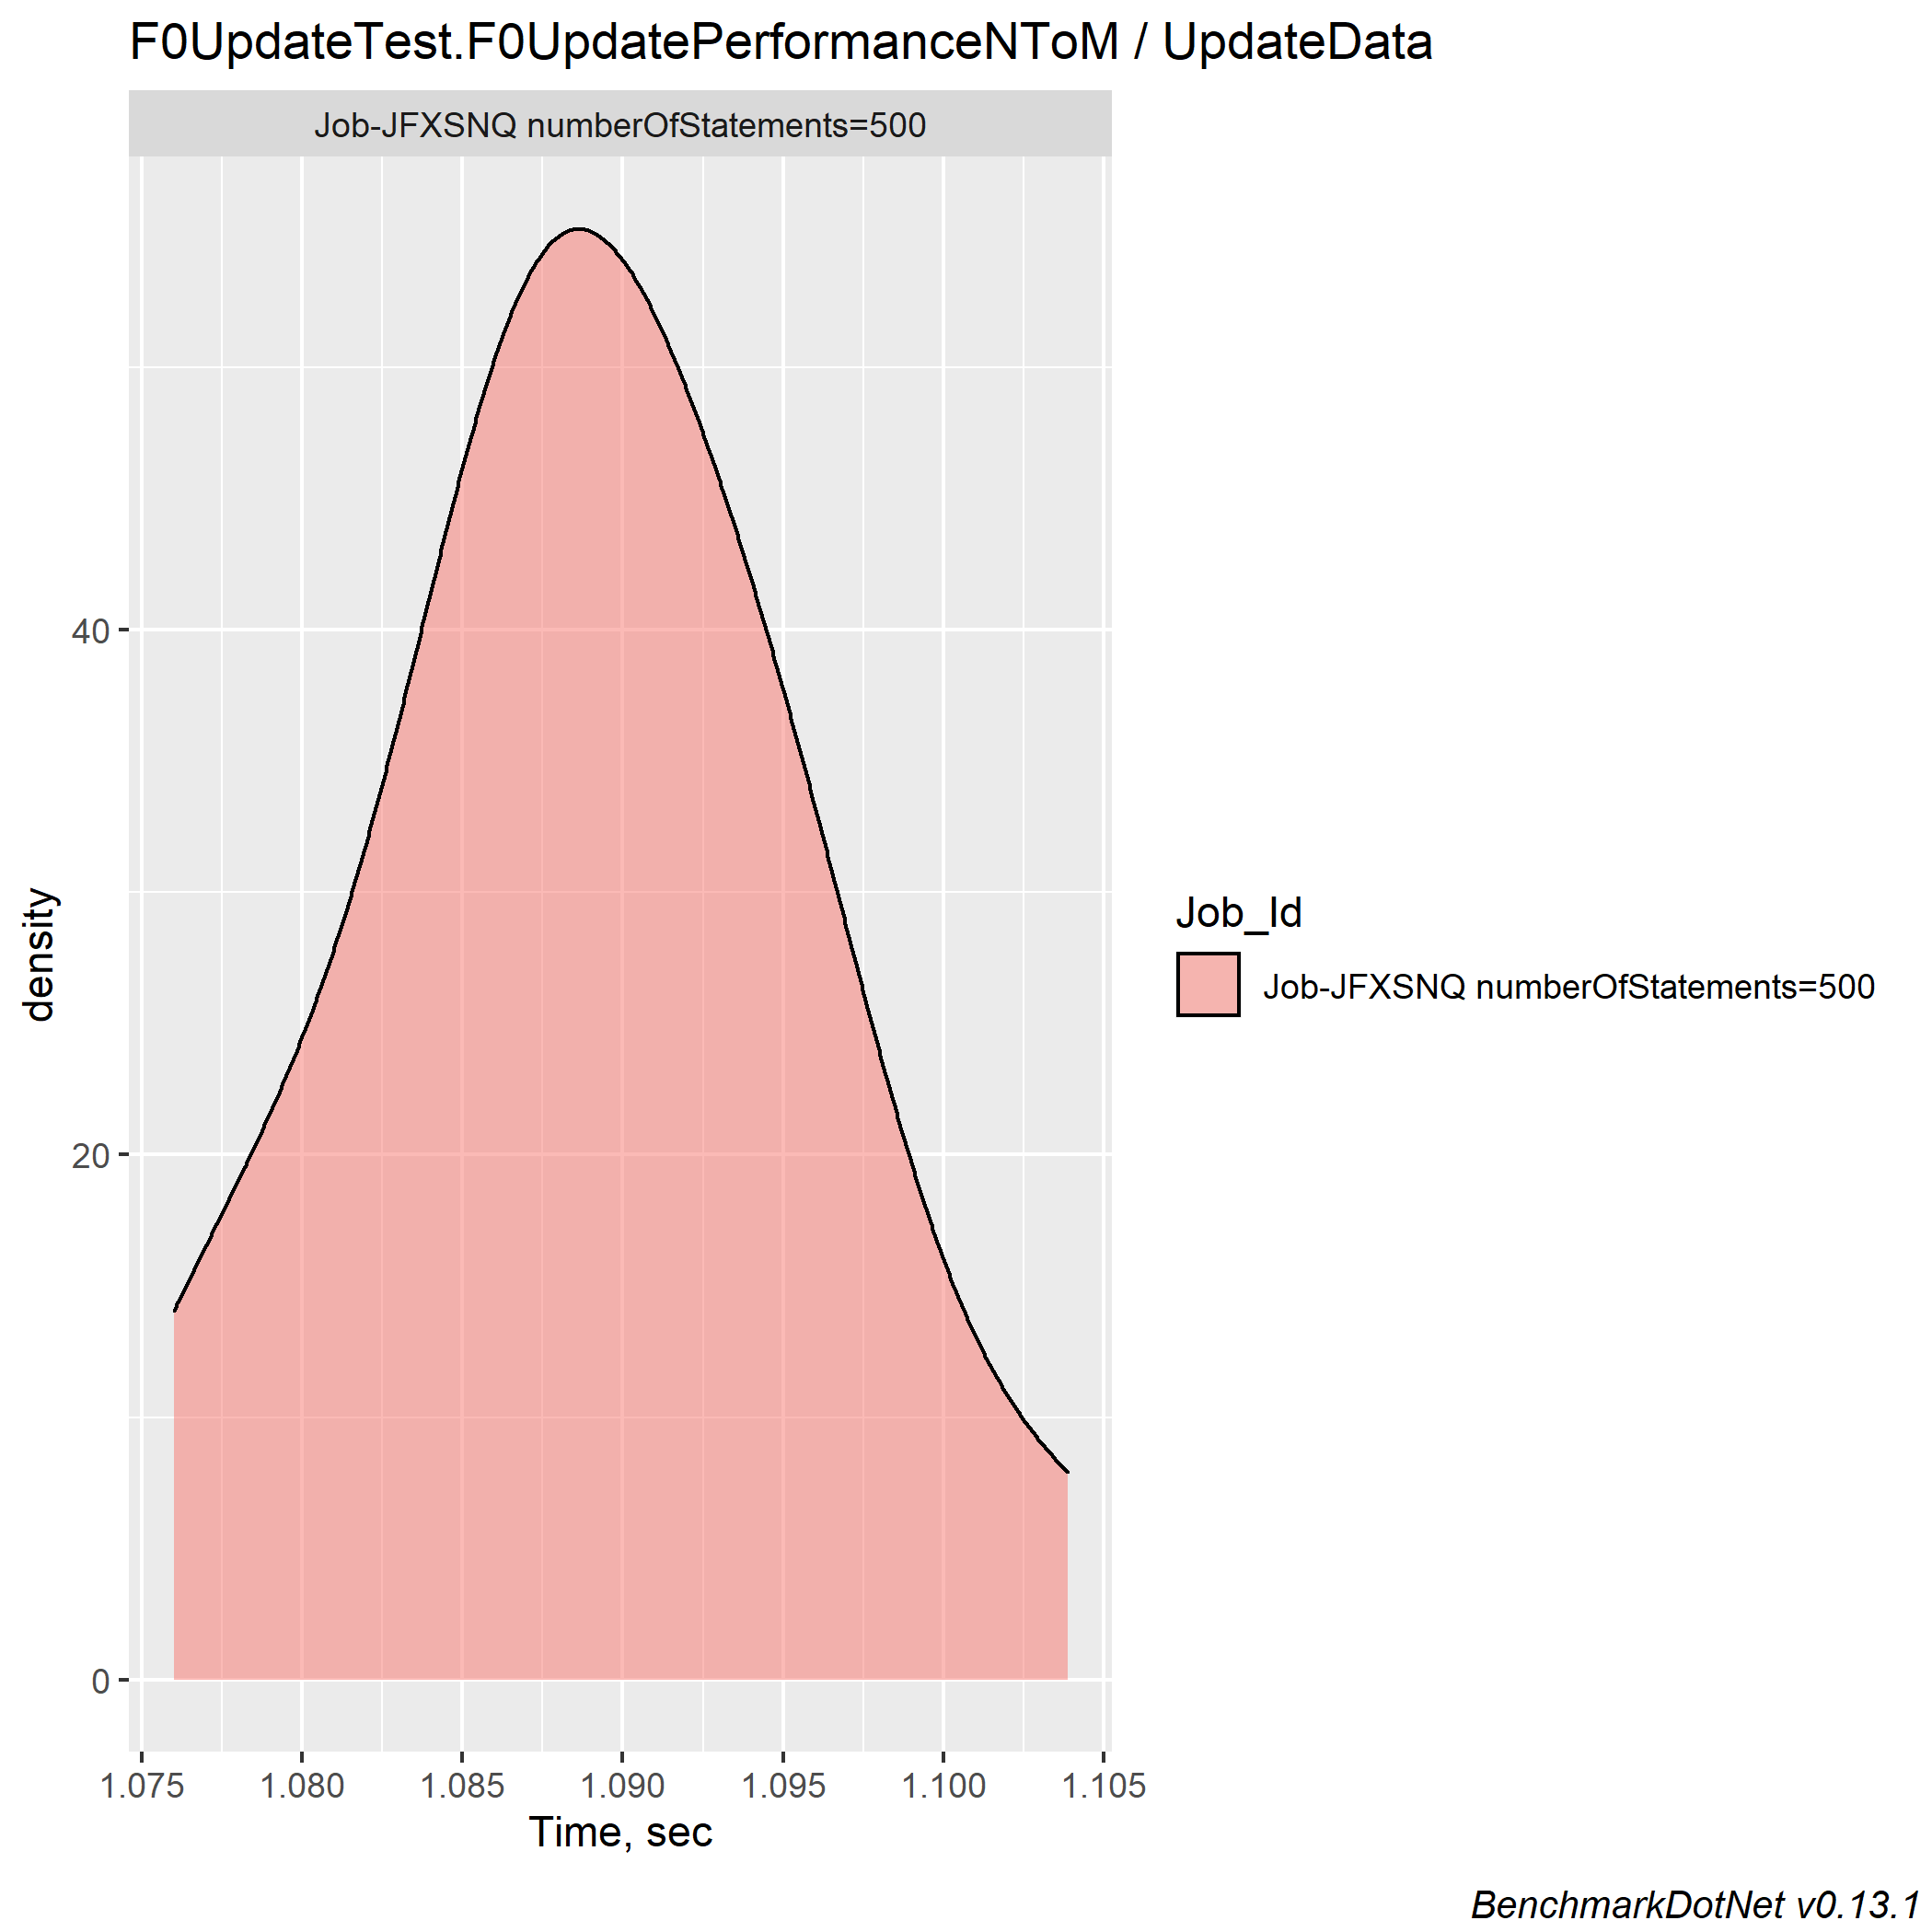 F0UpdateTest.F0UpdatePerformanceNToM / UpdateData
Job-JFXSNQ numberOfStatements=500
density
40
20
0
1.075 1.080 1.085 1.090 1.095 1.100 1.105
Time, sec
Job_Id
Job-JFXSNQ numberOfStatements=500
BenchmarkDotNet v0.13.1